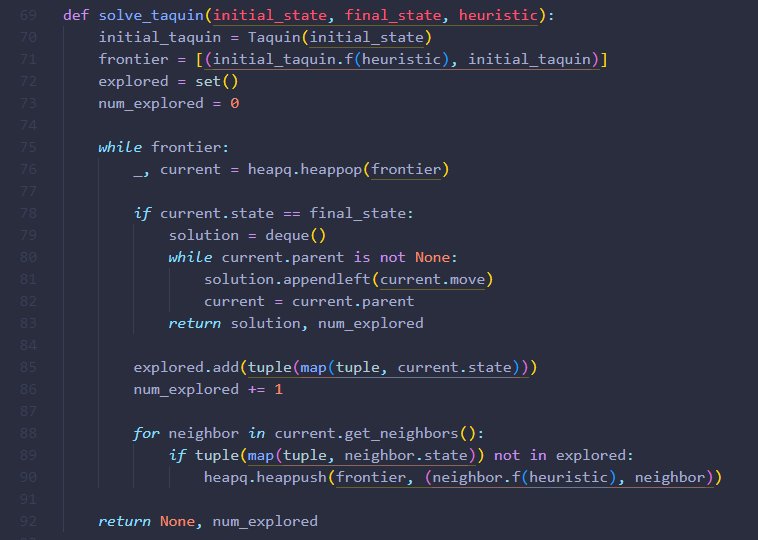 69 def solve_taquin(initial_state, final_state, heuristic):
70     initial_taquin = Taquin(initial_state)
71     frontier = [(initial_taquin.f(heuristic), initial_taquin)]
72     explored = set()
73     num_explored = 0
74
75     while frontier:
76         _, current = heapq.heappop(frontier)
77
78         if current.state == final_state:
79             solution = deque()
80             while current.parent is not None:
81                 solution.appendleft(current.move)
82                 current = current.parent
83             return solution, num_explored
84
85         explored.add(tuple(map(tuple, current.state)))
86         num_explored += 1
87
88         for neighbor in current.get_neighbors():
89             if tuple(map(tuple, neighbor.state)) not in explored:
90                 heapq.heappush(frontier, (neighbor.f(heuristic), neighbor))
91
92     return None, num_explored